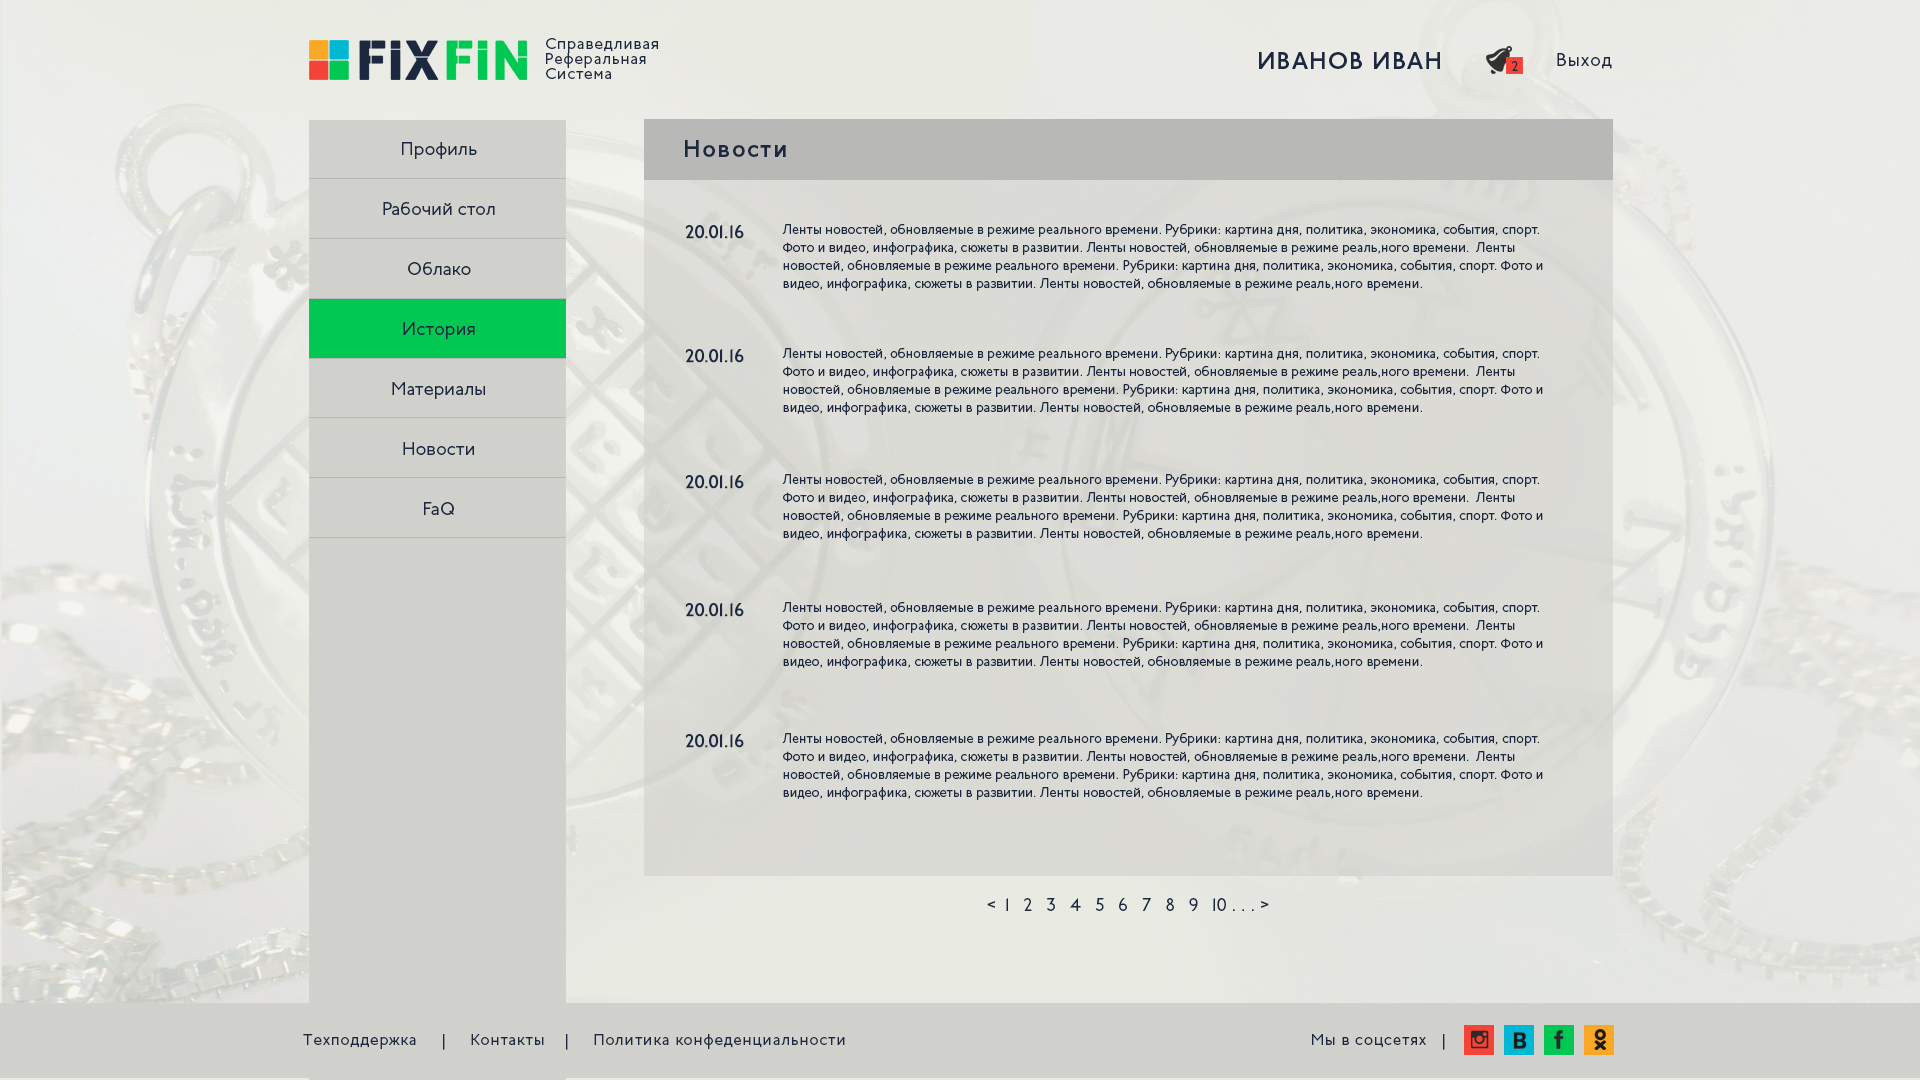 FiXFiN
Справедливая
Реферальная
Система
ИВАНОВ ИВАН
2
Выход
Профиль
Рабочий стол
Облако
История
Материалы
Новости
FaQ
Новости
20.01.16
Ленты новостей, обновляемые в режиме реального времени. Рубрики: картина дня, политика, экономика, события, спорт.
Фото и видео, инфографика, сюжеты в развитии. Ленты новостей, обновляемые в режиме реаль,ного времени.  Ленты
новостей, обновляемые в режиме реального времени. Рубрики: картина дня, политика, экономика, события, спорт. Фото и
видео, инфографика, сюжеты в развитии. Ленты новостей, обновляемые в режиме реаль,ного времени.
20.01.16
Ленты новостей, обновляемые в режиме реального времени. Рубрики: картина дня, политика, экономика, события, спорт.
Фото и видео, инфографика, сюжеты в развитии. Ленты новостей, обновляемые в режиме реаль,ного времени.  Ленты
новостей, обновляемые в режиме реального времени. Рубрики: картина дня, политика, экономика, события, спорт. Фото и
видео, инфографика, сюжеты в развитии. Ленты новостей, обновляемые в режиме реаль,ного времени.
20.01.16
Ленты новостей, обновляемые в режиме реального времени. Рубрики: картина дня, политика, экономика, события, спорт.
Фото и видео, инфографика, сюжеты в развитии. Ленты новостей, обновляемые в режиме реаль,ного времени.  Ленты
новостей, обновляемые в режиме реального времени. Рубрики: картина дня, политика, экономика, события, спорт. Фото и
видео, инфографика, сюжеты в развитии. Ленты новостей, обновляемые в режиме реаль,ного времени.
20.01.16
Ленты новостей, обновляемые в режиме реального времени. Рубрики: картина дня, политика, экономика, события, спорт.
Фото и видео, инфографика, сюжеты в развитии. Ленты новостей, обновляемые в режиме реаль,ного времени.  Ленты
новостей, обновляемые в режиме реального времени. Рубрики: картина дня, политика, экономика, события, спорт. Фото и
видео, инфографика, сюжеты в развитии. Ленты новостей, обновляемые в режиме реаль,ного времени.
20.01.16
Ленты новостей, обновляемые в режиме реального времени. Рубрики: картина дня, политика, экономика, события, спорт.
Фото и видео, инфографика, сюжеты в развитии. Ленты новостей, обновляемые в режиме реаль,ного времени.  Ленты
новостей, обновляемые в режиме реального времени. Рубрики: картина дня, политика, экономика, события, спорт. Фото и
видео, инфографика, сюжеты в развитии. Ленты новостей, обновляемые в режиме реаль,ного времени.
< 1 2 3 4 5 6 7 8 9 10 . . . >
Техподдержка | Контакты | Политика конфеденциальности
Мы в соцсетях |